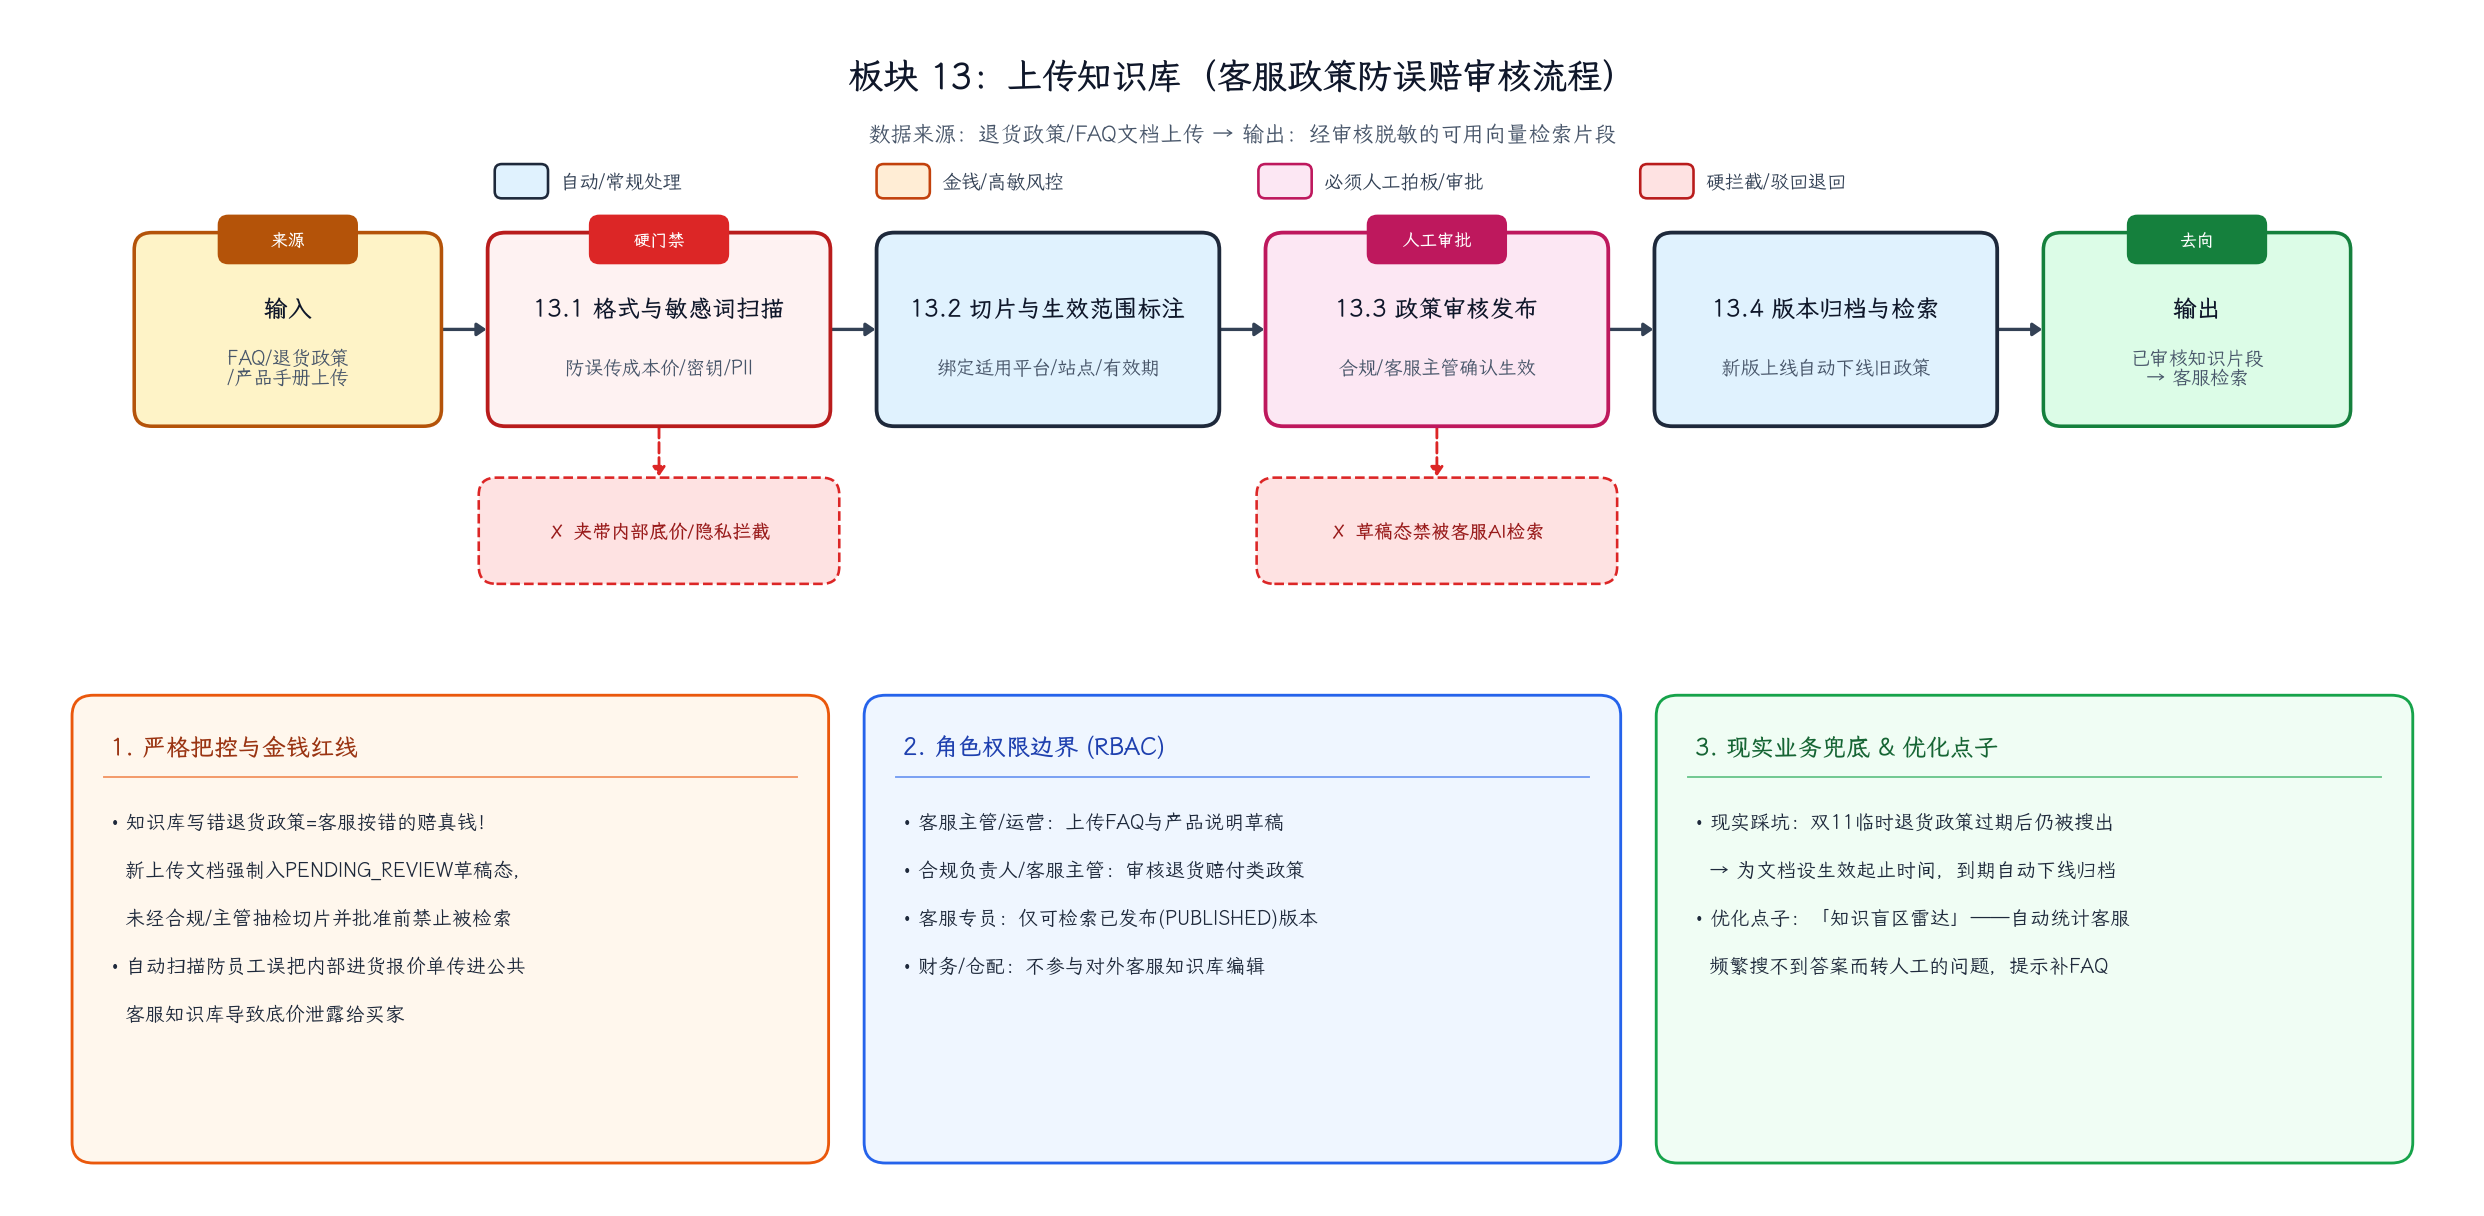 板块 13：上传知识库（客服政策防误赔审核流程）
数据来源：退货政策/FAQ文档上传 → 输出：经审核脱敏的可用向量检索片段
自动/常规处理
金钱/高敏风控
必须人工拍板/审批
硬拦截/驳回退回
来源
输入
FAQ/退货政策
/产品手册上传
硬门禁
13.1 格式与敏感词扫描
防误传成本价/密钥/PII
13.2 切片与生效范围标注
绑定适用平台/站点/有效期
人工审批
13.3 政策审核发布
合规/客服主管确认生效
13.4 版本归档与检索
新版上线自动下线旧政策
去向
输出
已审核知识片段
→ 客服检索
X 夹带内部底价/隐私拦截
X 草稿态禁被客服AI检索
1. 严格把控与金钱红线
• 知识库写错退货政策=客服按错的赔真钱！
新上传文档强制入PENDING_REVIEW草稿态，
未经合规/主管抽检切片并批准前禁止被检索
• 自动扫描防员工误把内部进货报价单传进公共
客服知识库导致底价泄露给买家
2. 角色权限边界 (RBAC)
• 客服主管/运营：上传FAQ与产品说明草稿
• 合规负责人/客服主管：审核退货赔付类政策
• 客服专员：仅可检索已发布(PUBLISHED)版本
• 财务/仓配：不参与对外客服知识库编辑
3. 现实业务兜底 & 优化点子
• 现实踩坑：双11临时退货政策过期后仍被搜出
→ 为文档设生效起止时间，到期自动下线归档
• 优化点子：「知识盲区雷达」——自动统计客服
频繁搜不到答案而转人工的问题，提示补FAQ